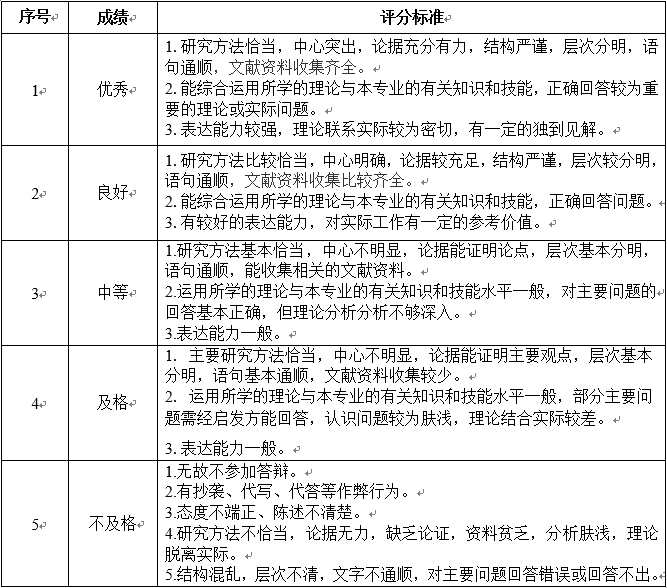 序号 成绩 评分标准
1 优秀
1. 研究方法恰当，中心突出，论据充分有力，结构严谨，层次分明，语
句通顺，文献资料收集齐全。
2. 能综合运用所学的理论与本专业的有关知识和技能，正确回答较为重
要的理论或实际问题。
3. 表达能力较强，理论联系实际较为密切，有一定的独到见解。
2 良好
1. 研究方法比较恰当，中心明确，论据较充足，结构严谨，层次较分明，
语句通顺，文献资料收集比较齐全。
2. 能综合运用所学的理论与本专业的有关知识和技能，正确回答问题。
3. 有较好的表达能力，对实际工作有一定的参考价值。
3 中等
1.研究方法基本恰当，中心不明显，论据能证明论点，层次基本分明，
语句通顺，能收集相关的文献资料。
2.运用所学的理论与本专业的有关知识和技能水平一般，对主要问题的
回答基本正确，但理论分析分析不够深入。
3.表达能力一般。
4 及格
1. 主要研究方法恰当，中心不明显，论据能证明主要观点，层次基本
分明，语句基本通顺，文献资料收集较少。
2. 运用所学的理论与本专业的有关知识和技能水平一般，部分主要问
题需经启发方能回答，认识问题较为肤浅，理论结合实际较差。
3. 表达能力一般。
5 不及格
1.无故不参加答辩。
2.有抄袭、代写、代答等作弊行为。
3.态度不端正、陈述不清楚。
4.研究方法不恰当，论据无力，缺乏论证，资料贫乏，分析肤浅，理论
脱离实际。
5.结构混乱，层次不清，文字不通顺，对主要问题回答错误或回答不出。